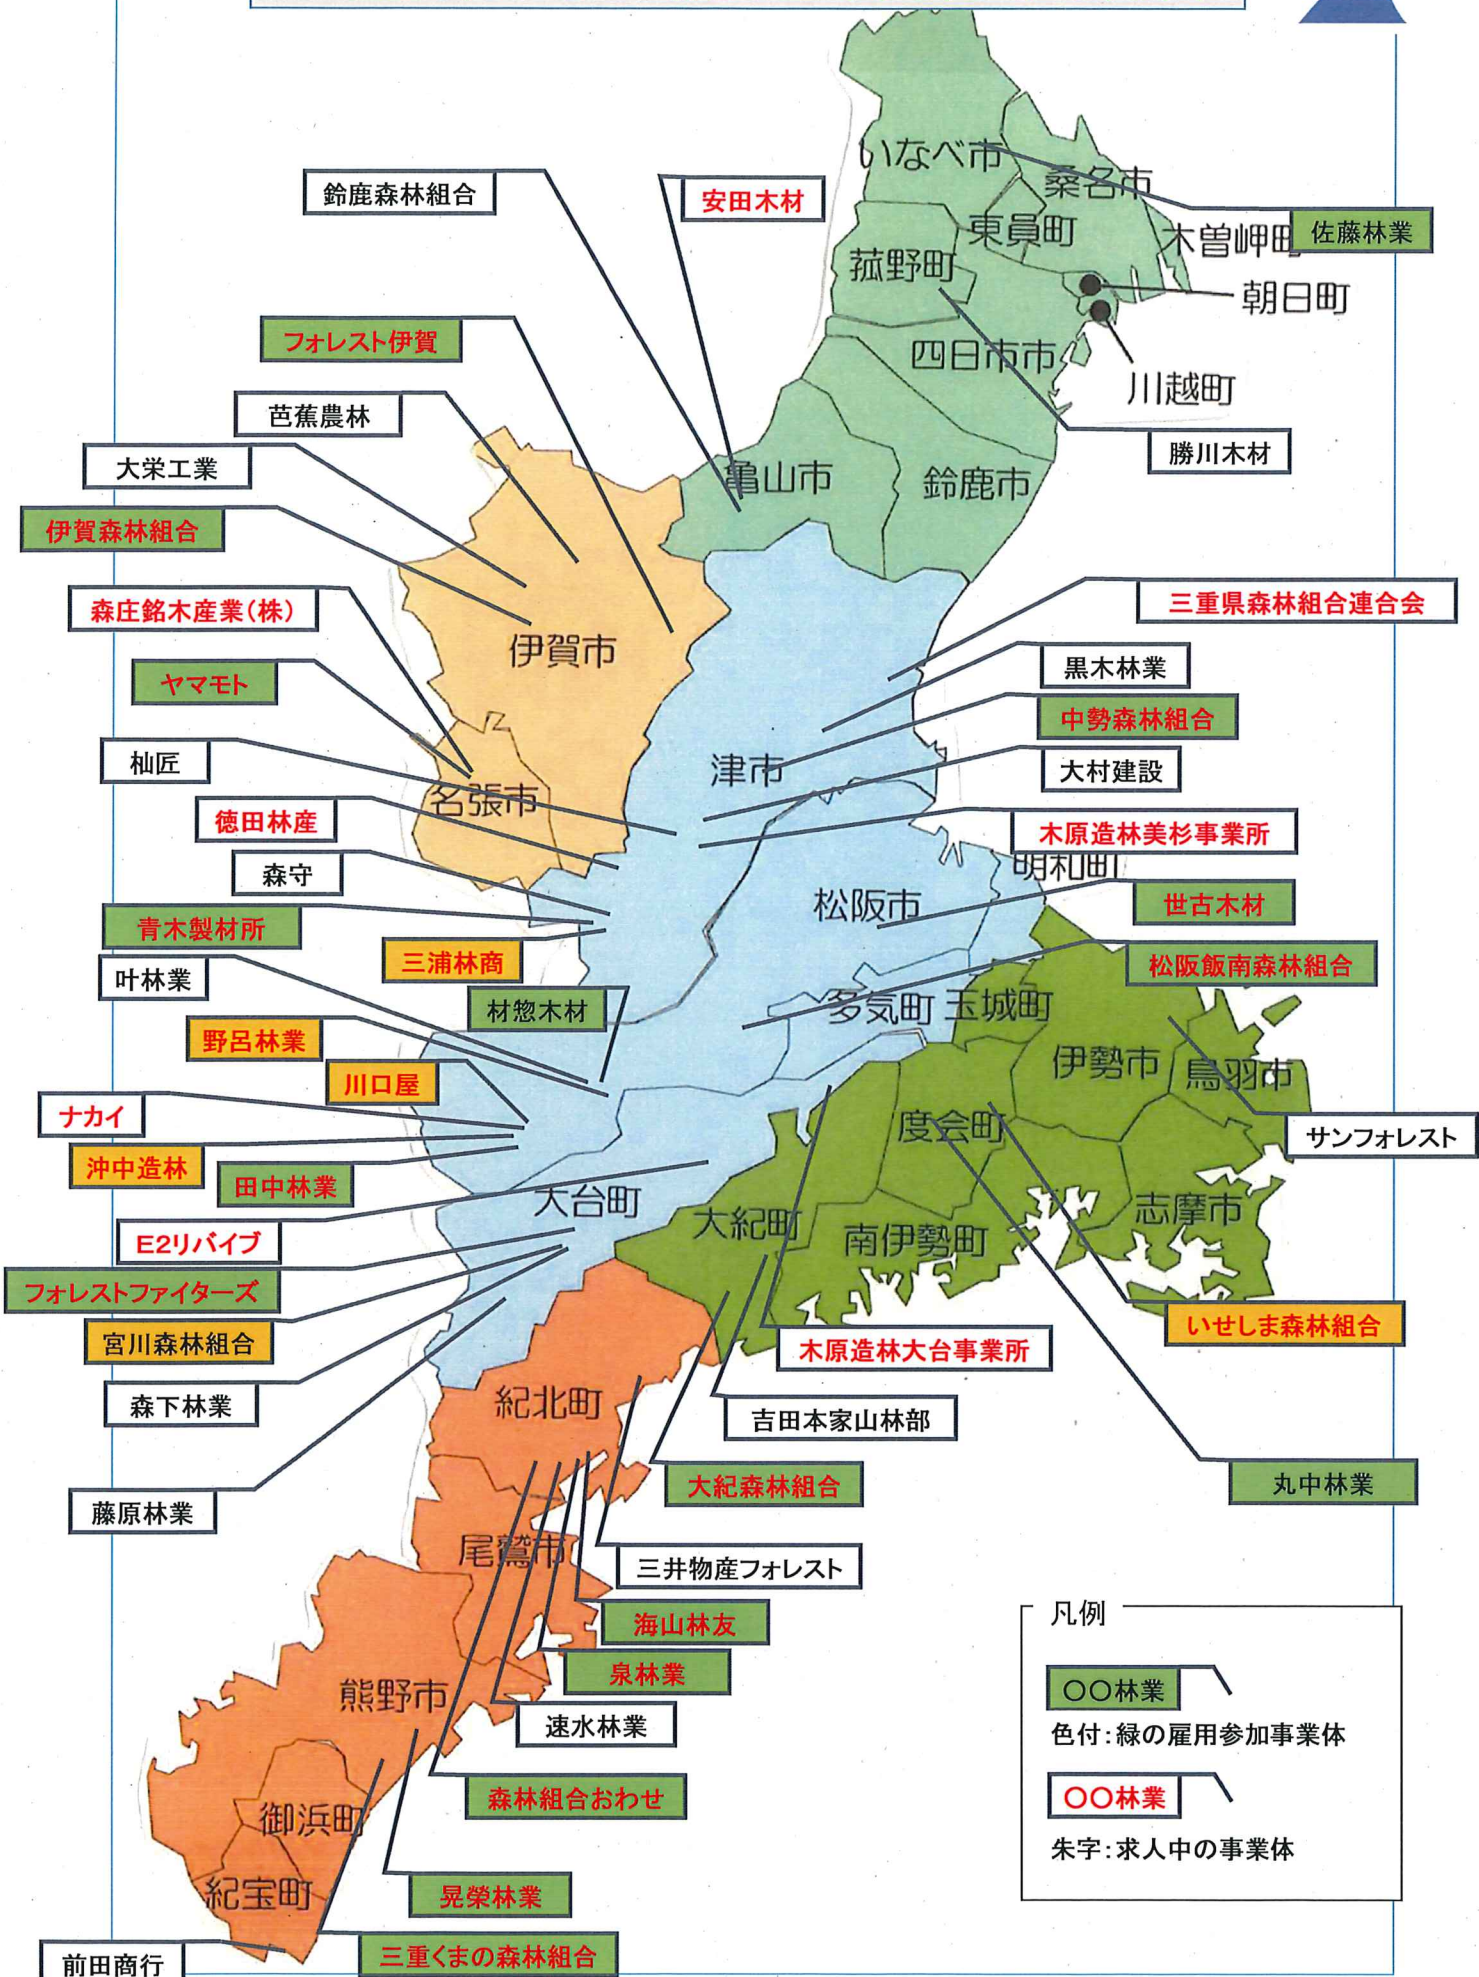 いなべ市
桑名市
鈴鹿森林組合
安田木材
東員町
木曽岬町
佐藤林業
菰野町
朝日町
フォレスト伊賀
四日市市
川越町
芭蕉農林
勝川木材
大栄工業
亀山市
鈴鹿市
伊賀森林組合
森庄銘木産業(株)
三重県森林組合連合会
伊賀市
黒木林業
ヤマモト
中勢森林組合
杣匠
津市
大村建設
名張市
徳田林産
木原造林美杉事業所
森守
明和町
松阪市
世古木材
青木製材所
三浦林商
松阪飯南森林組合
叶林業
材惣木材
多気町
玉城町
野呂林業
伊勢市
鳥羽市
川口屋
ナカイ
度会町
サンフォレスト
沖中造林
田中林業
大台町
大紀町
志摩市
E2リバイブ
南伊勢町
フォレストファイターズ
いせしま森林組合
宮川森林組合
木原造林大台事業所
森下林業
紀北町
吉田本家山林部
大紀森林組合
丸中林業
藤原林業
尾鷲市
三井物産フォレスト
海山林友
泉林業
熊野市
速水林業
森林組合おわせ
御浜町
紀宝町
晃榮林業
三重くまの森林組合
前田商行
凡例
〇〇林業
色付:緑の雇用参加事業体
〇〇林業
朱字:求人中の事業体